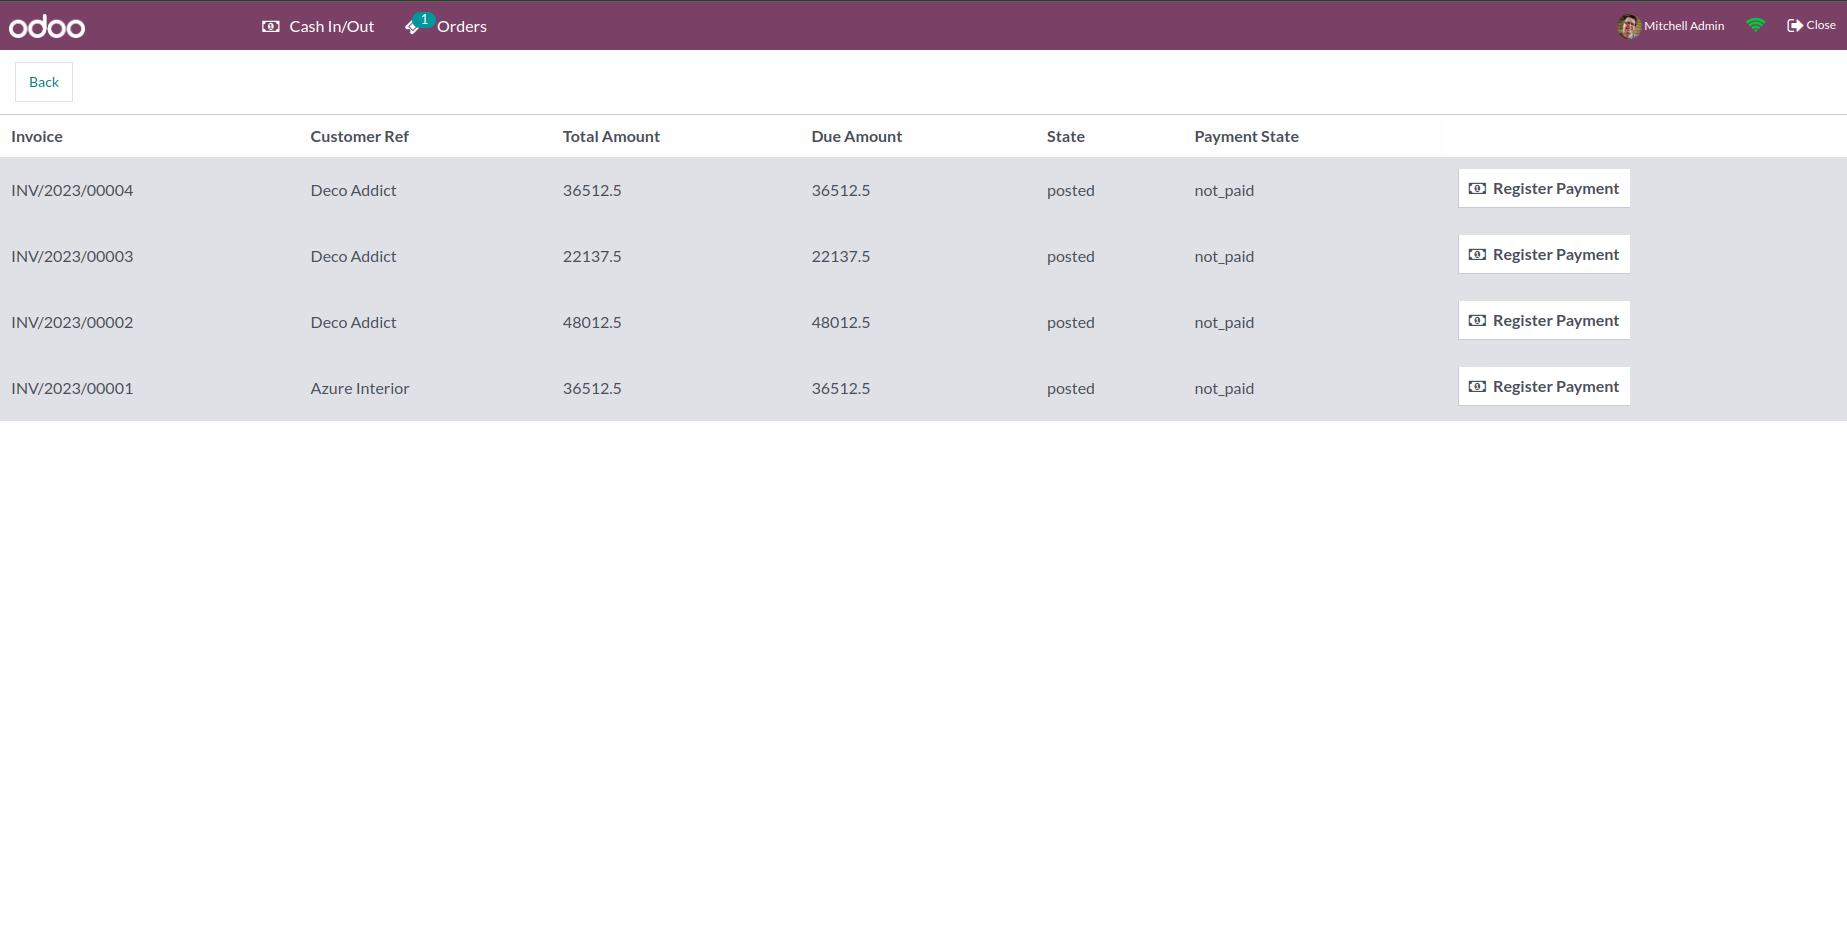 odoo Cash In/Out 1 Orders Mitchell Admin Close
Back
Invoice Customer Ref Total Amount Due Amount State Payment State
INV/2023/00004 Deco Addict 36512.5 36512.5 posted not_paid Register Payment
INV/2023/00003 Deco Addict 22137.5 22137.5 posted not_paid Register Payment
INV/2023/00002 Deco Addict 48012.5 48012.5 posted not_paid Register Payment
INV/2023/00001 Azure Interior 36512.5 36512.5 posted not_paid Register Payment